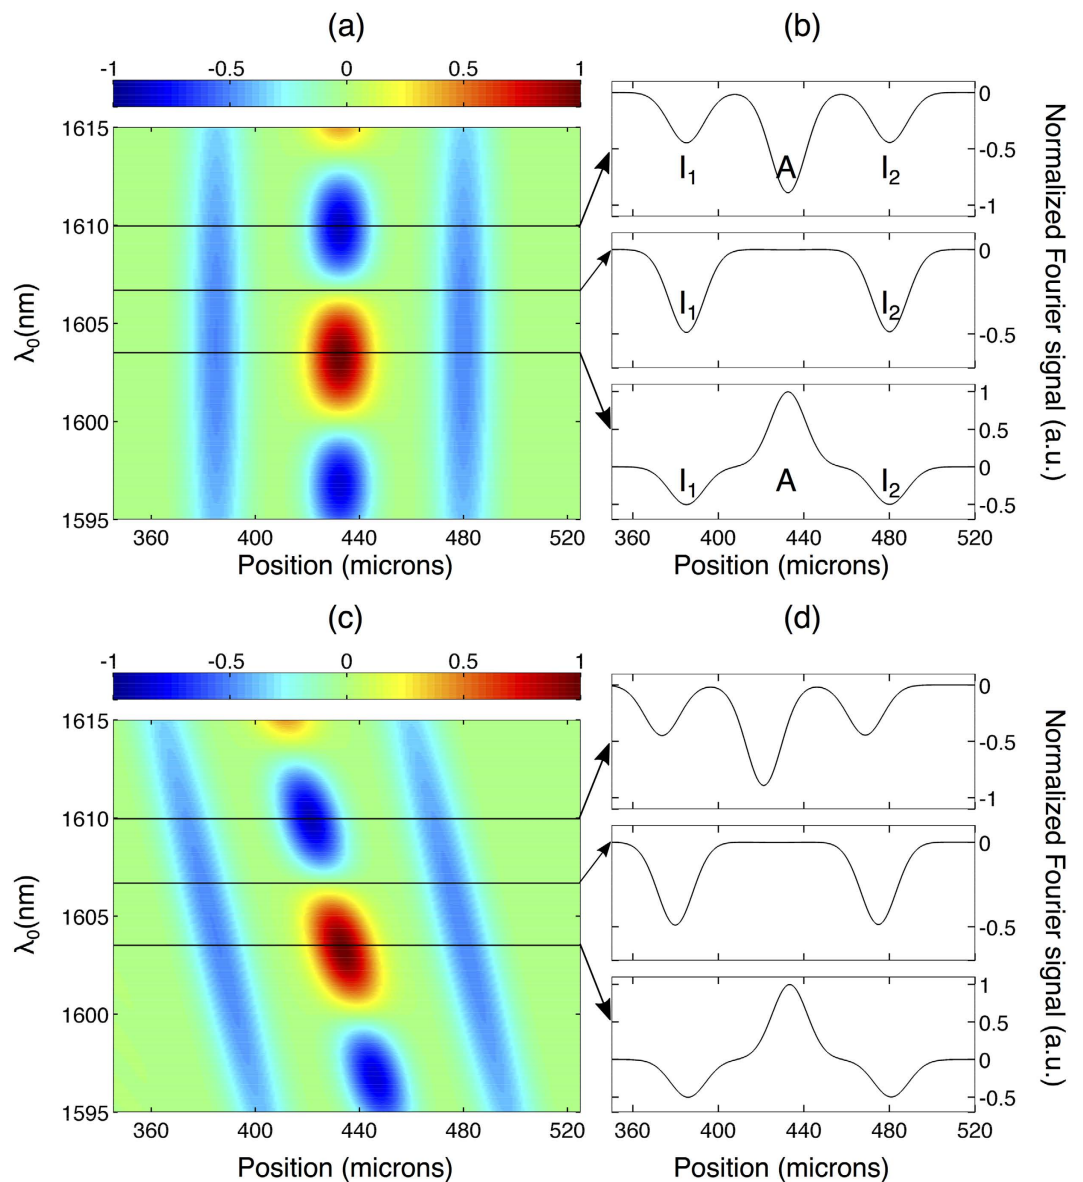 (a)
(b)
-1 -0.5 0 0.5 1
1615
1610
1605
1600
1595
λ₀(nm)
360 400 440 480 520
Position (microns)
0
-0.5
-1
I₁ A I₂
0
-0.5
I₁ I₂
1
0.5
0
-0.5
I₁ A I₂
360 400 440 480 520
Position (microns)
Normalized Fourier signal (a.u.)
(c)
(d)
-1 -0.5 0 0.5 1
1615
1610
1605
1600
1595
λ₀(nm)
360 400 440 480 520
Position (microns)
0
-0.5
-1
0
-0.5
1
0.5
0
-0.5
360 400 440 480 520
Position (microns)
Normalized Fourier signal (a.u.)